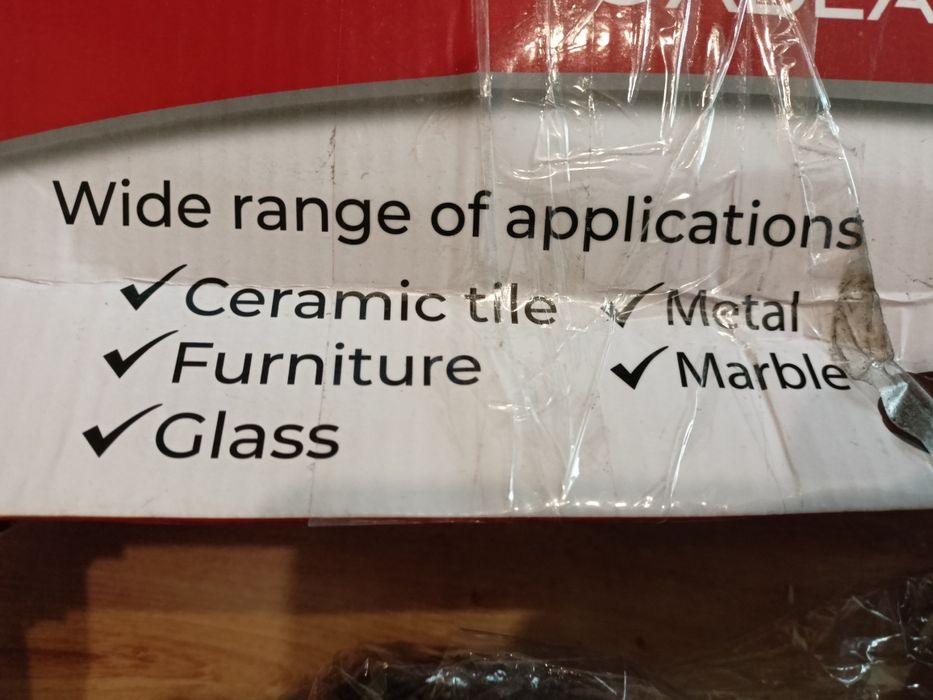 Wide range of applications
✓Ceramic tile ✓Metal
✓Furniture ✓Marble
✓Glass